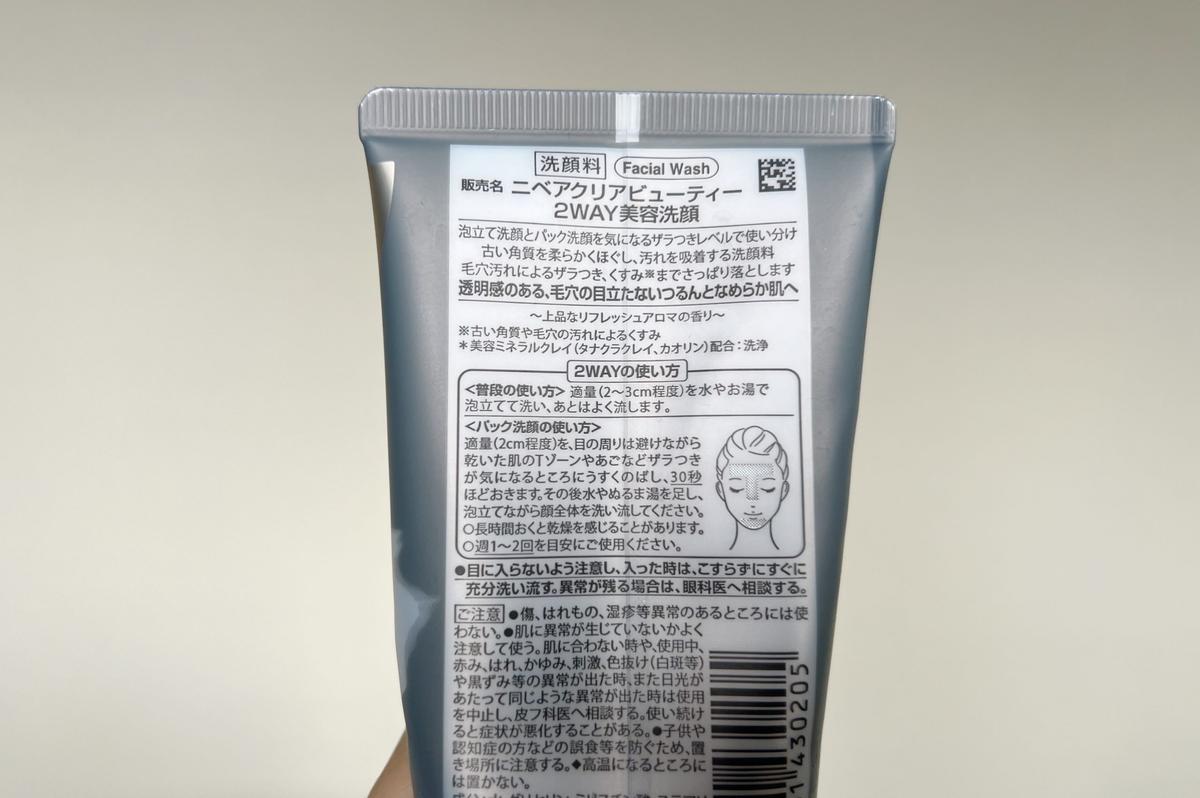 洗顔料 Facial Wash
販売名 ニベアクリアビューティー
2WAY美容洗顔
泡立て洗顔とパック洗顔を気になるザラつきレベルで使い分け
古い角質を柔らかくほぐし、汚れを吸着する洗顔料
毛穴汚れによるザラつき、くすみ※までさっぱり落とします
透明感のある、毛穴の目立たないつるんとなめらか肌へ
〜上品なリフレッシュアロマの香り〜
※古い角質や毛穴の汚れによるくすみ
＊美容ミネラルクレイ（タナクラクレイ、カオリン）配合：洗浄
2WAYの使い方
<普段の使い方> 適量(2〜3cm程度)を水やお湯で
泡立てて洗い、あとはよく流します。
<パック洗顔の使い方>
適量(2cm程度)を、目の周りは避けながら
乾いた肌のTゾーンやあごなどザラつき
が気になるところにうすくのばし、30秒
ほどおきます。その後水やぬるま湯を足し、
泡立てながら顔全体を洗い流してください。
○長時間おくと乾燥を感じることがあります。
○週1〜2回を目安にご使用ください。
●目に入らないよう注意し、入った時は、こすらずにすぐに
充分洗い流す。異常が残る場合は、眼科医へ相談する。
ご注意 ●傷、はれもの、湿疹等異常のあるところには使
わない。●肌に異常が生じていないかよく
注意して使う。肌に合わない時や、使用中、
赤み、はれ、かゆみ、刺激、色抜け（白斑等）
や黒ずみ等の異常が出た時、また日光が
あたって同じような異常が出た時は使用
を中止し、皮フ科医へ相談する。使い続け
ると症状が悪化することがある。●子供や
認知症の方などの誤食等を防ぐため、置
き場所に注意する。◆高温になるところに
は置かない。
1430205